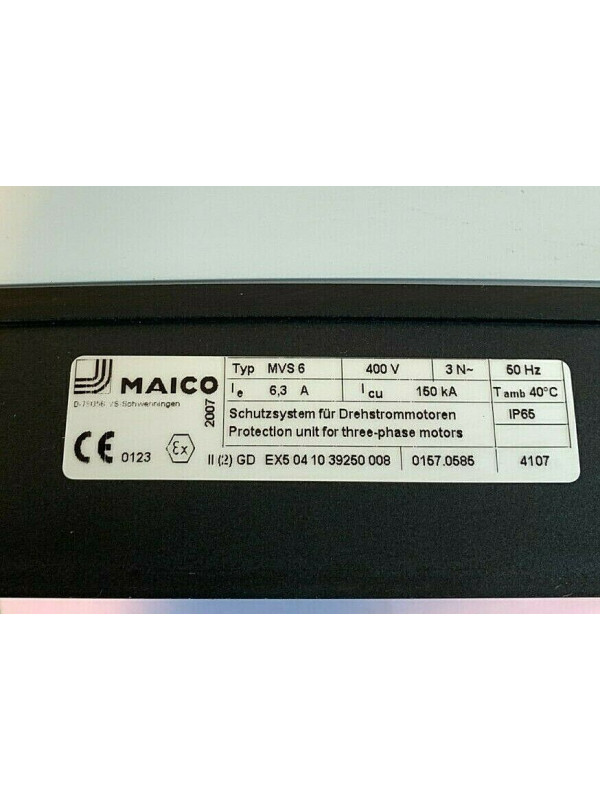 MAICO
Typ MVS 6 400 V 3 N~ 50 Hz
Ie 6,3 A Icu 150 kA Tamb 40°C
VS-Schwenningen
2007
Schutzsystem für Drehstrommotoren IP65
Protection unit for three-phase motors
CE 0123 Ex II (2) GD EX5 04 10 39250 008 0157.0585 4107